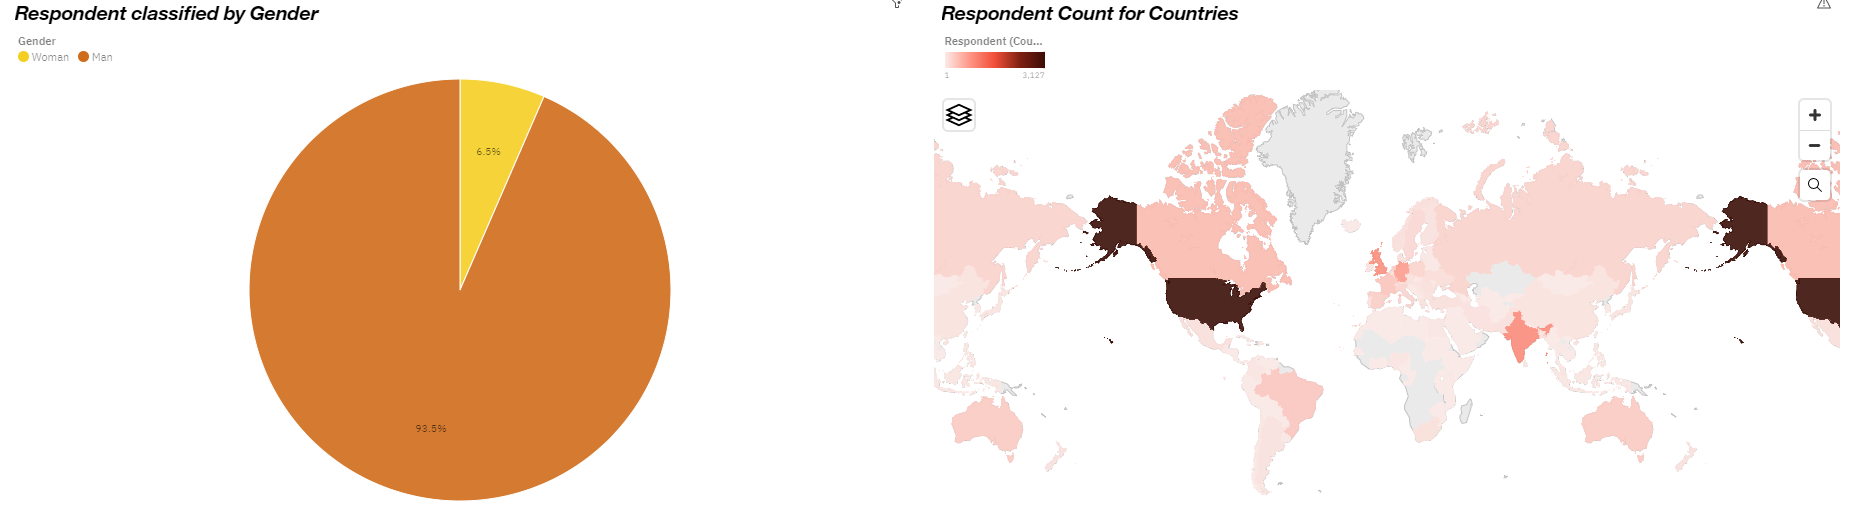 Respondent classified by Gender
Gender
Woman Man
6.5%
93.5%
Respondent Count for Countries
Respondent (Cou...
1 3,127